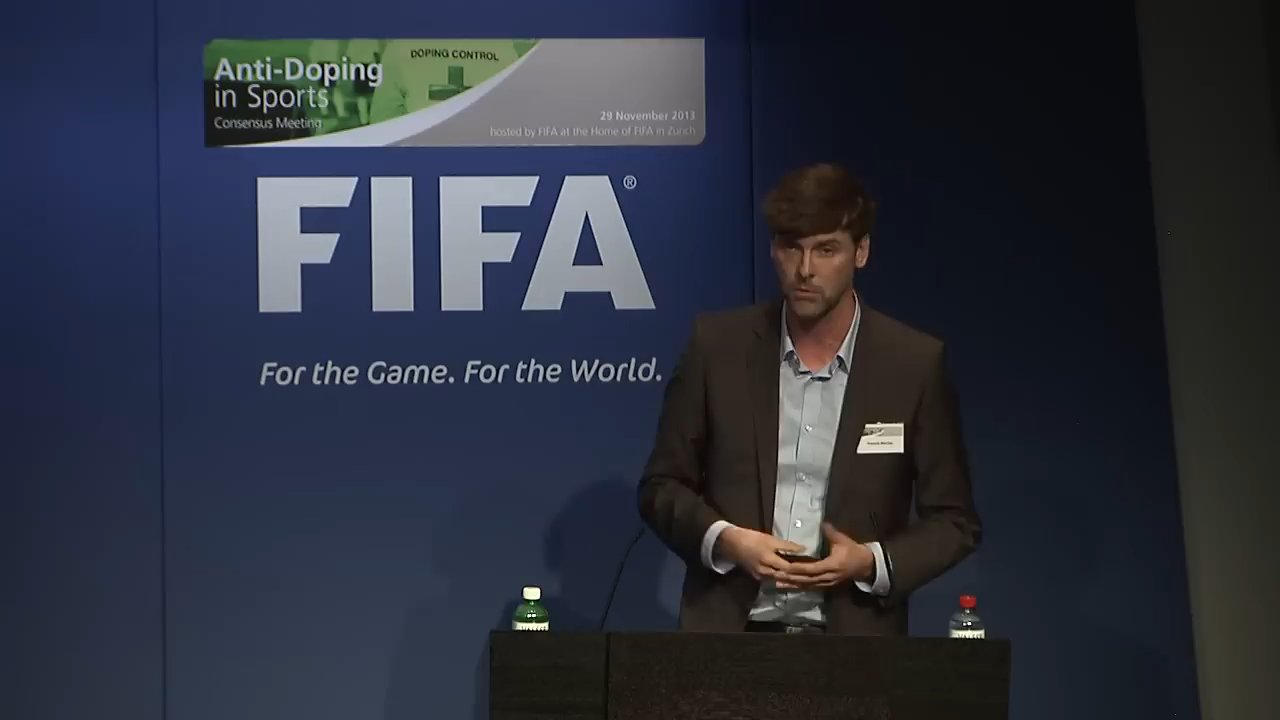 DOPING CONTROL
Anti-Doping
in Sports
Consensus Meeting
29 November 2013
hosted by FIFA at the Home of FIFA in Zurich
FIFA®
For the Game. For the World.